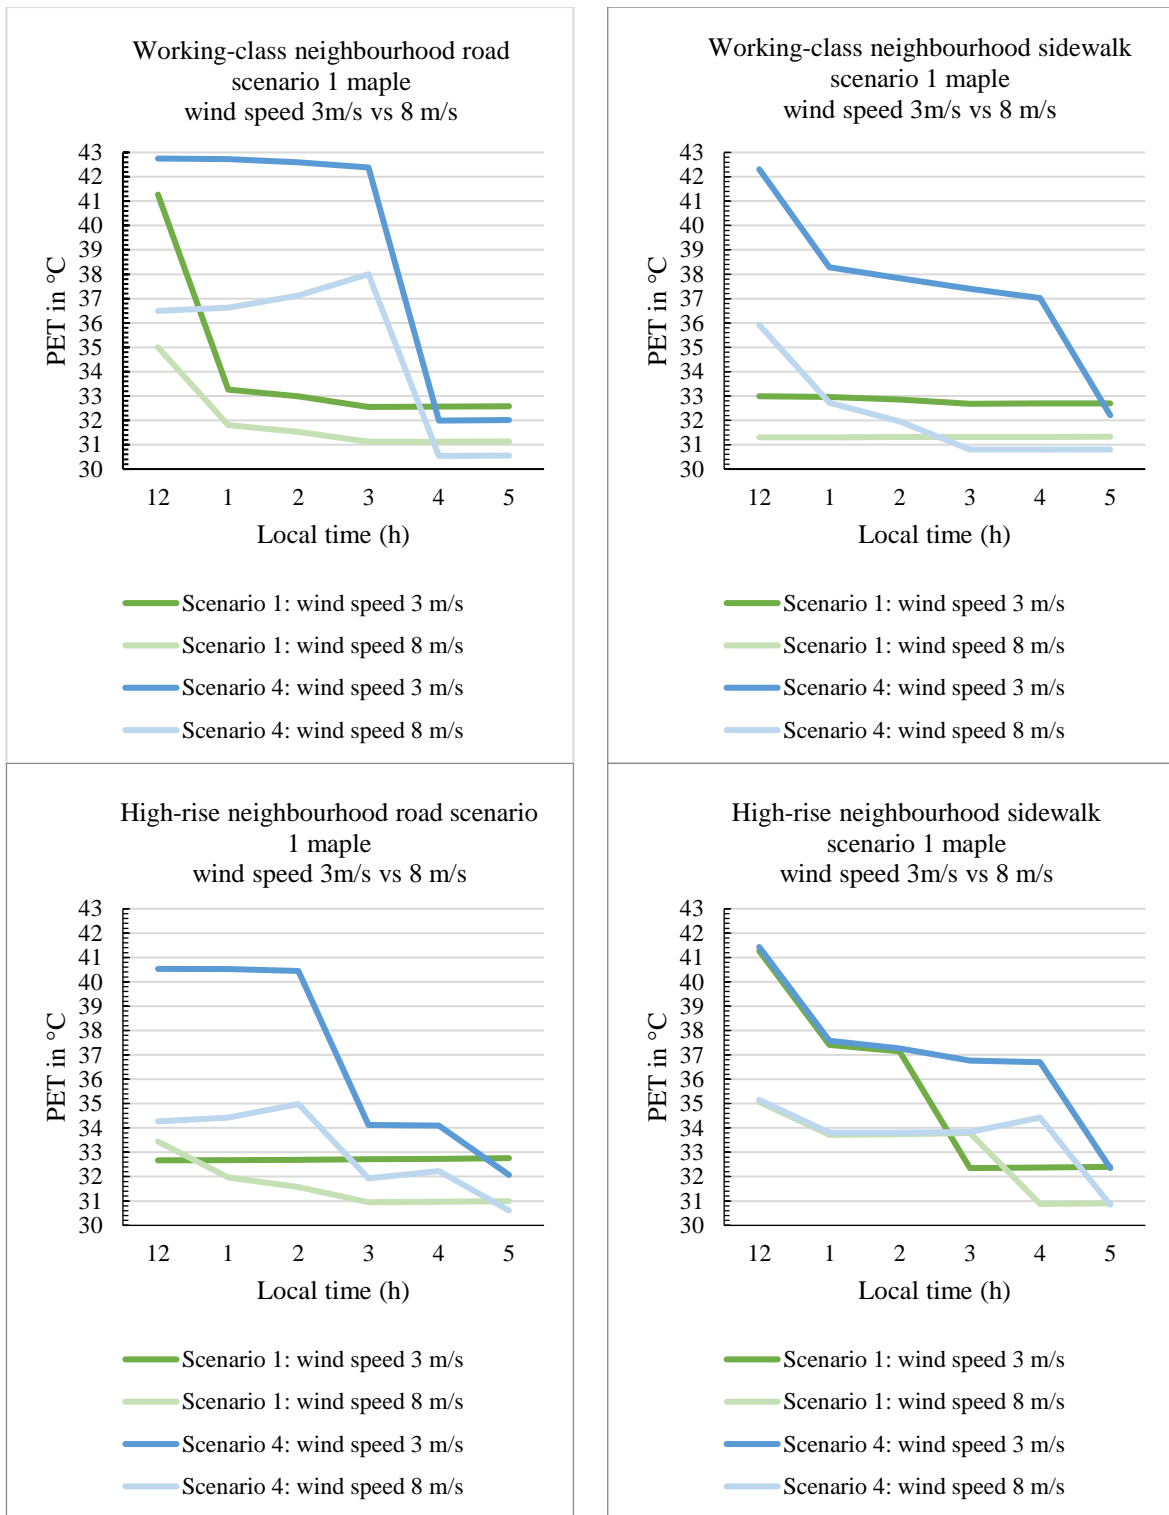 Working-class neighbourhood road
scenario 1 maple
wind speed 3m/s vs 8 m/s
PET in °C
43
42
41
40
39
38
37
36
35
34
33
32
31
30
12 1 2 3 4 5
Local time (h)
Scenario 1: wind speed 3 m/s
Scenario 1: wind speed 8 m/s
Scenario 4: wind speed 3 m/s
Scenario 4: wind speed 8 m/s
Working-class neighbourhood sidewalk
scenario 1 maple
wind speed 3m/s vs 8 m/s
PET in °C
43
42
41
40
39
38
37
36
35
34
33
32
31
30
12 1 2 3 4 5
Local time (h)
Scenario 1: wind speed 3 m/s
Scenario 1: wind speed 8 m/s
Scenario 4: wind speed 3 m/s
Scenario 4: wind speed 8 m/s
High-rise neighbourhood road scenario
1 maple
wind speed 3m/s vs 8 m/s
PET in °C
43
42
41
40
39
38
37
36
35
34
33
32
31
30
12 1 2 3 4 5
Local time (h)
Scenario 1: wind speed 3 m/s
Scenario 1: wind speed 8 m/s
Scenario 4: wind speed 3 m/s
Scenario 4: wind speed 8 m/s
High-rise neighbourhood sidewalk
scenario 1 maple
wind speed 3m/s vs 8 m/s
PET in °C
43
42
41
40
39
38
37
36
35
34
33
32
31
30
12 1 2 3 4 5
Local time (h)
Scenario 1: wind speed 3 m/s
Scenario 1: wind speed 8 m/s
Scenario 4: wind speed 3 m/s
Scenario 4: wind speed 8 m/s